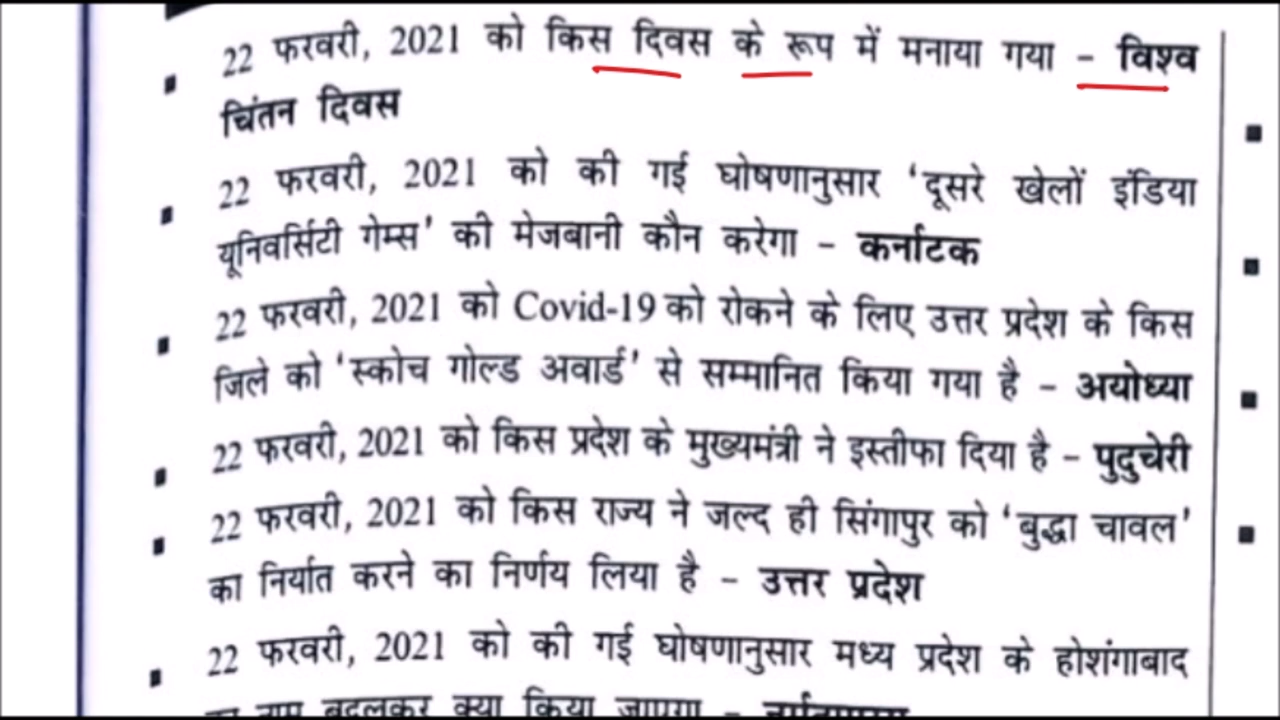 22 फरवरी, 2021 को किस दिवस के रूप में मनाया गया – विश्व
चिंतन दिवस
22 फरवरी, 2021 को की गई घोषणानुसार ‘दूसरे खेलों इंडिया
यूनिवर्सिटी गेम्स’ की मेजबानी कौन करेगा – कर्नाटक
22 फरवरी, 2021 को Covid-19 को रोकने के लिए उत्तर प्रदेश के किस
जिले को ‘स्कोच गोल्ड अवार्ड’ से सम्मानित किया गया है – अयोध्या
22 फरवरी, 2021 को किस प्रदेश के मुख्यमंत्री ने इस्तीफा दिया है – पुदुचेरी
22 फरवरी, 2021 को किस राज्य ने जल्द ही सिंगापुर को ‘बुद्धा चावल’
का निर्यात करने का निर्णय लिया है – उत्तर प्रदेश
22 फरवरी, 2021 को की गई घोषणानुसार मध्य प्रदेश के होशंगाबाद
नाम बदलकर क्या किया जाएगा –